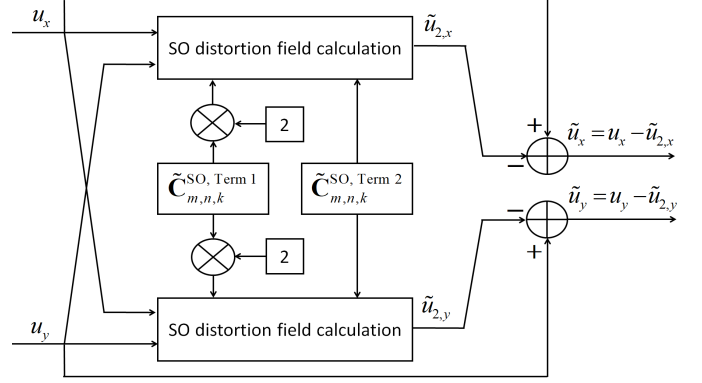 u_x
SO distortion field calculation
ũ_{2,x}
2
+
ũ_x = u_x − ũ_{2,x}
−
C̃_{m,n,k}^{SO, Term 1}
C̃_{m,n,k}^{SO, Term 2}
−
ũ_y = u_y − ũ_{2,y}
+
2
u_y
SO distortion field calculation
ũ_{2,y}